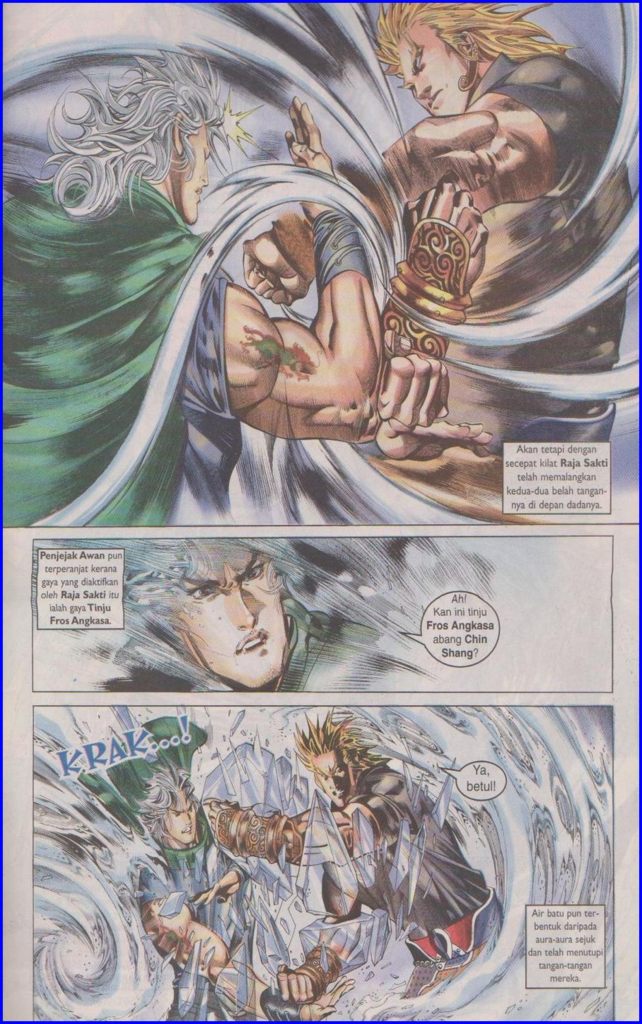 Akan tetapi dengan
secepat kilat Raja Sakti
telah memalangkan
kedua-dua belah tangan-
nya di depan dadanya.
Penjejak Awan pun
terperanjat kerana
gaya yang diaktifkan
oleh Raja Sakti itu
ialah gaya Tinju
Fros Angkasa.
Ah!
Kan ini tinju
Fros Angkasa
abang Chin
Shang?
KRAK...!
Ya,
betul!
Air batu pun ter-
bentuk daripada
aura-aura sejuk
dan telah menutupi
tangan-tangan
mereka.